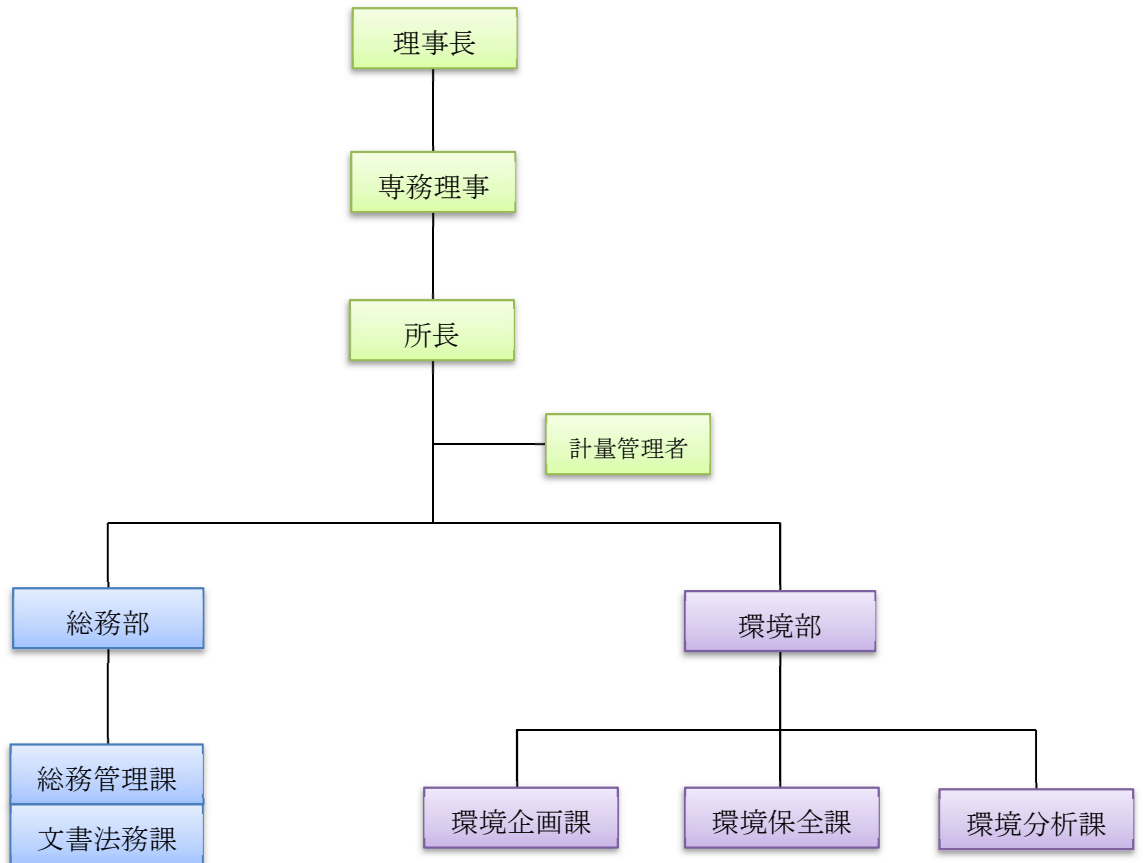 理事長
専務理事
所長
計量管理者
総務部
環境部
総務管理課
文書法務課
環境企画課
環境保全課
環境分析課